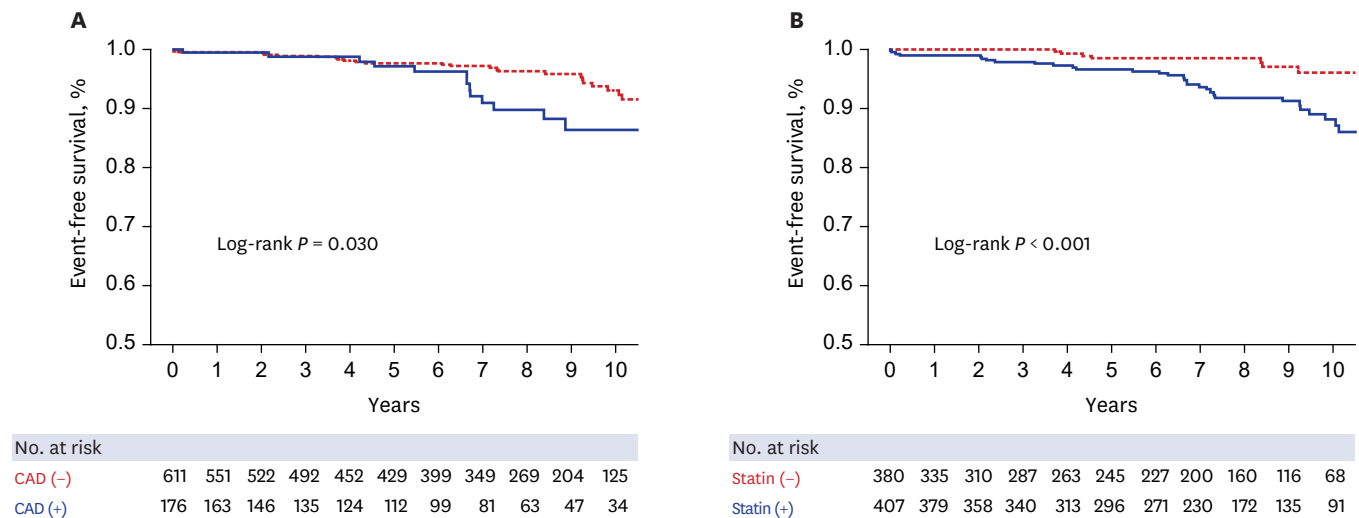 A
Event-free survival, %
1.0
0.9
0.8
0.7
0.6
0.5
Log-rank P = 0.030
0 1 2 3 4 5 6 7 8 9 10
Years
No. at risk
CAD (−) 611 551 522 492 452 429 399 349 269 204 125
CAD (+) 176 163 146 135 124 112 99 81 63 47 34
B
Event-free survival, %
1.0
0.9
0.8
0.7
0.6
0.5
Log-rank P < 0.001
0 1 2 3 4 5 6 7 8 9 10
Years
No. at risk
Statin (−) 380 335 310 287 263 245 227 200 160 116 68
Statin (+) 407 379 358 340 313 296 271 230 172 135 91